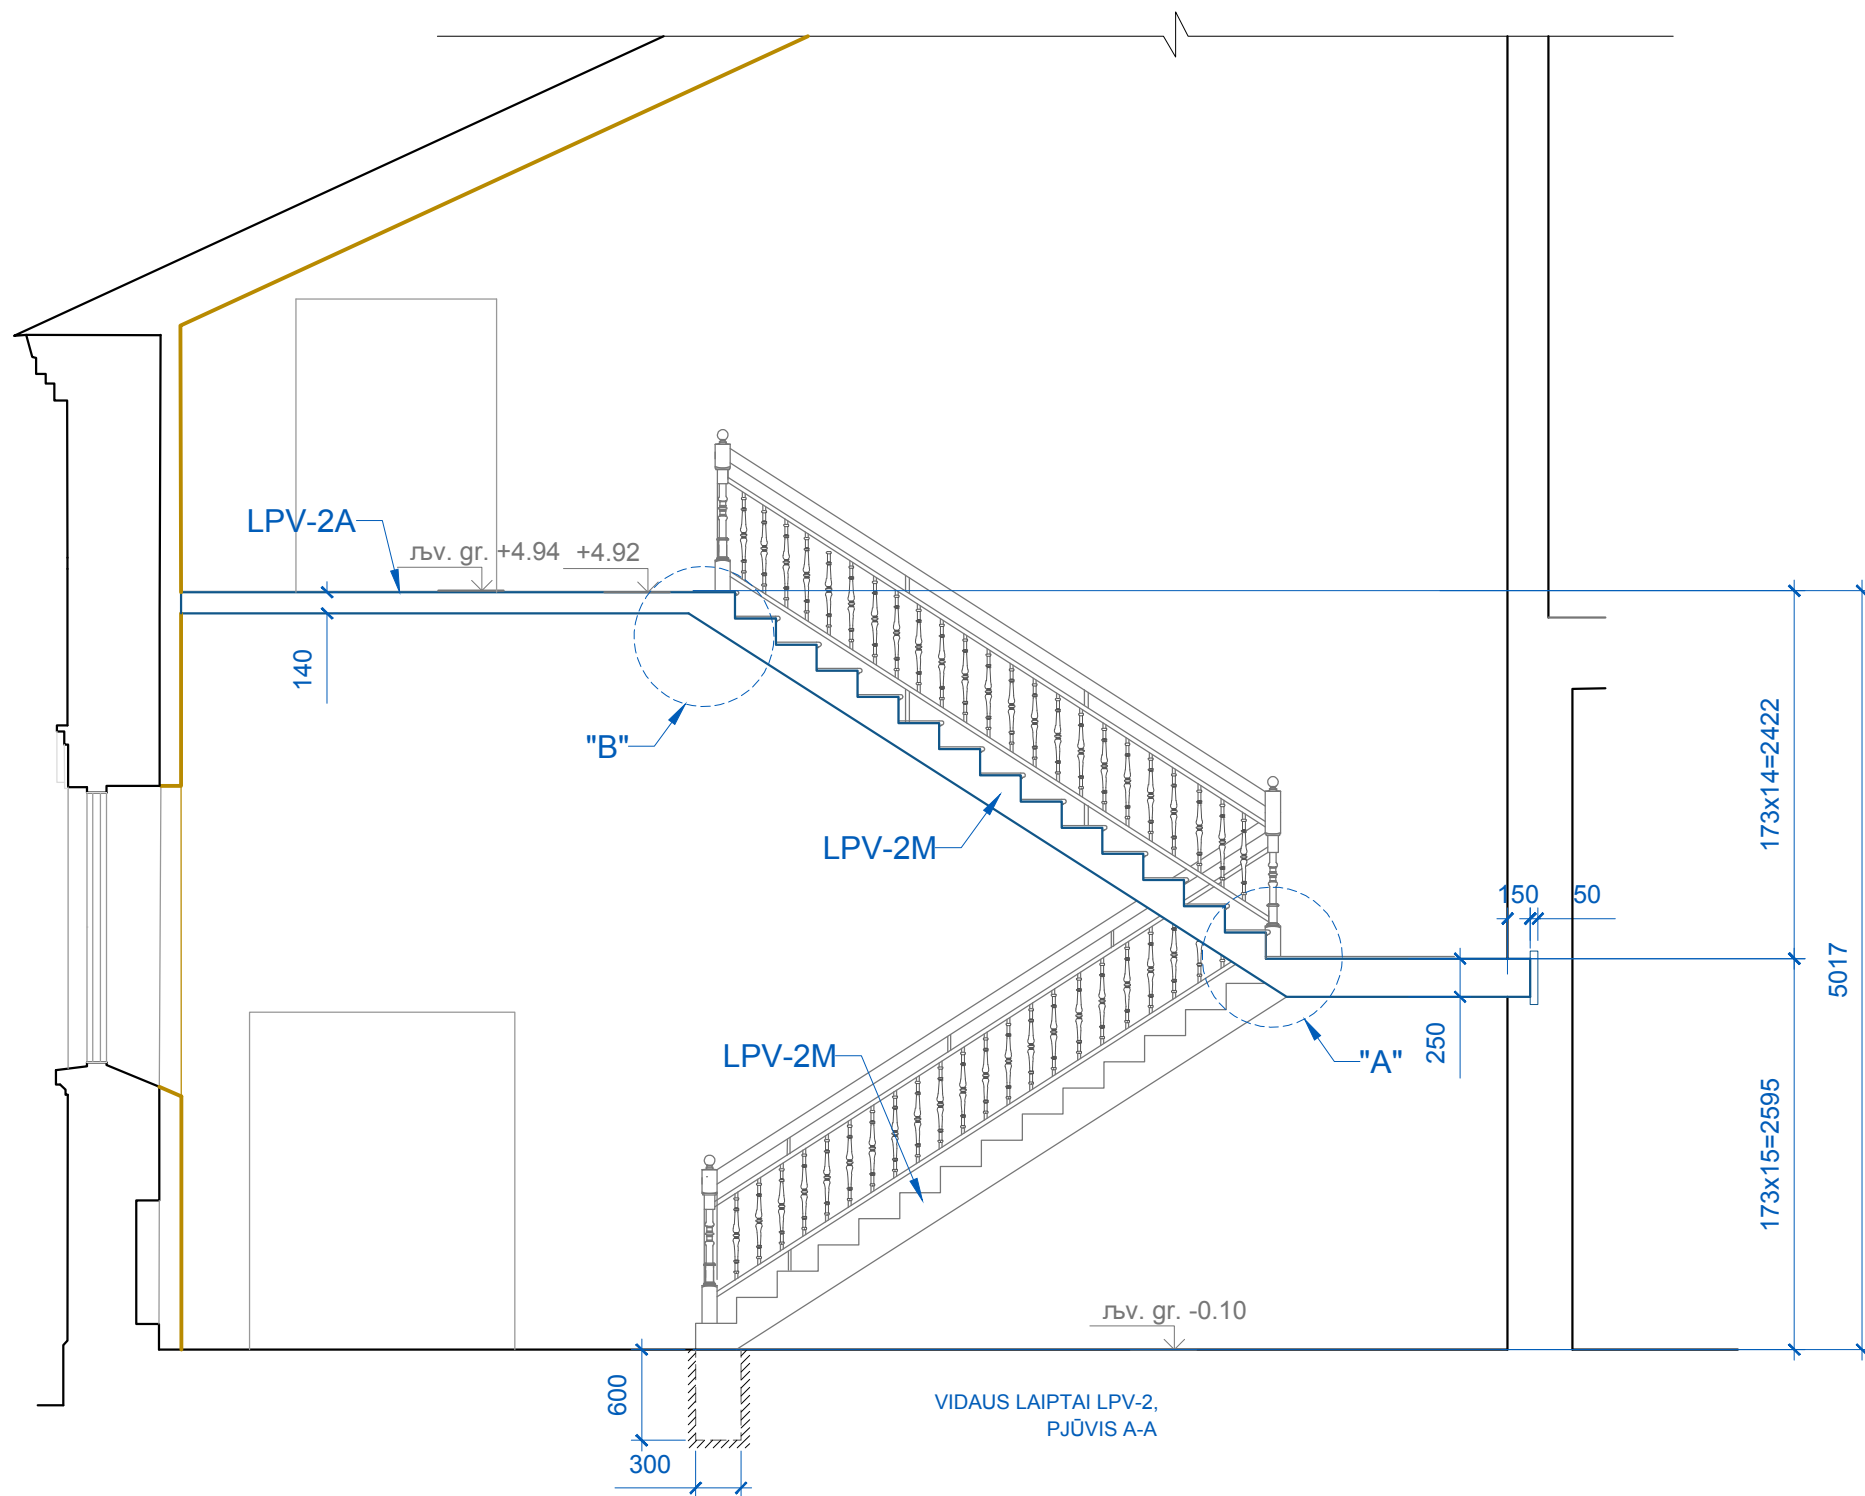 LPV-2A
љv. gr. +4.94
+4.92
140
"B"
LPV-2M
173x14=2422
150
50
5017
250
"A"
LPV-2M
173x15=2595
љv. gr. -0.10
600
300
VIDAUS LAIPTAI LPV-2,
PJŪVIS A-A